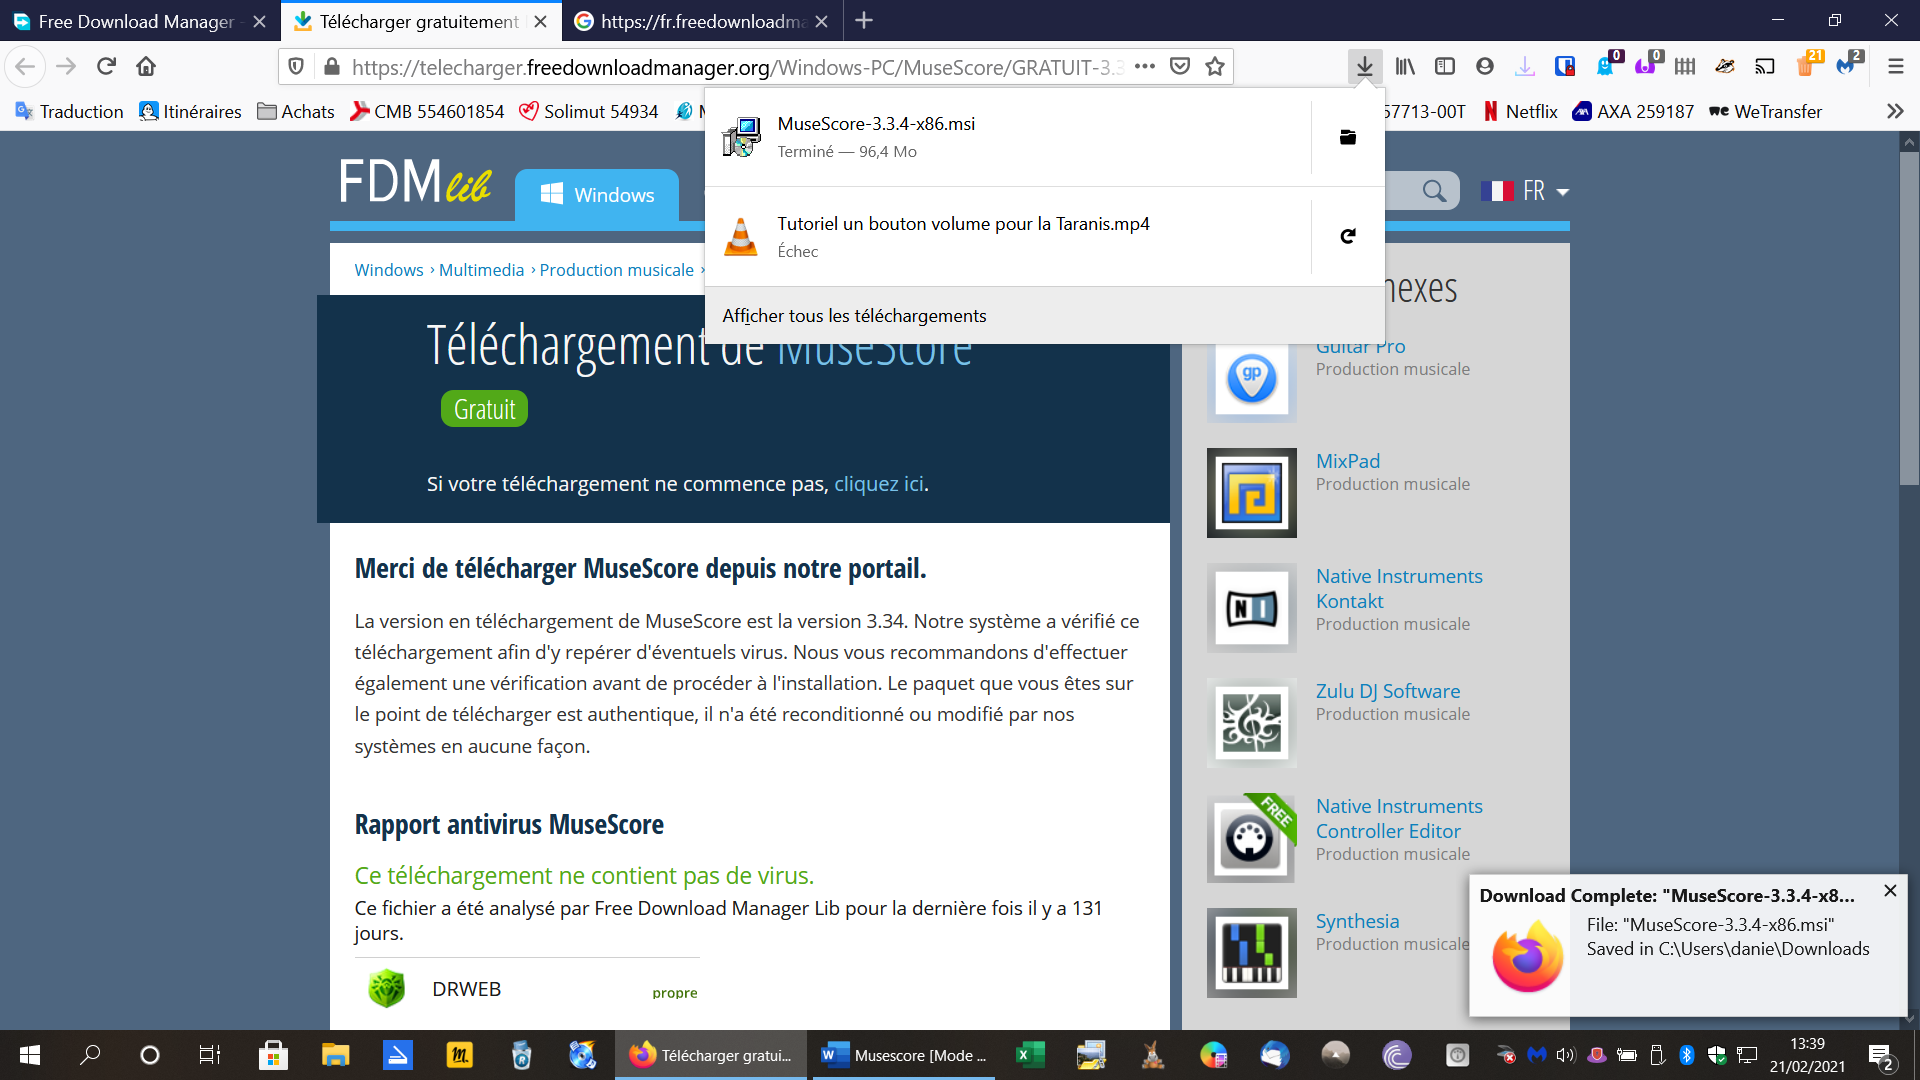 Free Download Manager -
Télécharger gratuitement
https://fr.freedownloadma
https://telecharger.freedownloadmanager.org/Windows-PC/MuseScore/GRATUIT-3.3
0
0
21
2
Traduction
Itinéraires
Achats
CMB 554601854
Solimut 54934
57713-00T
Netflix
AXA 259187
WeTransfer
MuseScore-3.3.4-x86.msi
Terminé — 96,4 Mo
Tutoriel un bouton volume pour la Taranis.mp4
Échec
Afficher tous les téléchargements
FDM lib
Windows
FR
Windows › Multimedia › Production musicale ›
Téléchargement de MuseScore
Gratuit
Si votre téléchargement ne commence pas, cliquez ici.
Merci de télécharger MuseScore depuis notre portail.
La version en téléchargement de MuseScore est la version 3.34. Notre système a vérifié ce
téléchargement afin d'y repérer d'éventuels virus. Nous vous recommandons d'effectuer
également une vérification avant de procéder à l'installation. Le paquet que vous êtes sur
le point de télécharger est authentique, il n'a été reconditionné ou modifié par nos
systèmes en aucune façon.
Rapport antivirus MuseScore
Ce téléchargement ne contient pas de virus.
Ce fichier a été analysé par Free Download Manager Lib pour la dernière fois il y a 131
jours.
DRWEB
propre
nexes
gp
Guitar Pro
Production musicale
MixPad
Production musicale
NI
Native Instruments
Kontakt
Production musicale
Zulu DJ Software
Production musicale
FREE
Native Instruments
Controller Editor
Production musicale
Synthesia
Production musicale
Download Complete: "MuseScore-3.3.4-x8...
File: "MuseScore-3.3.4-x86.msi"
Saved in C:\Users\danie\Downloads
Télécharger gratui...
Musescore [Mode ...
13:39
21/02/2021
2